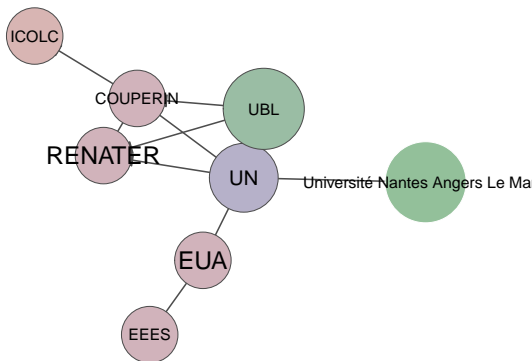 ICOLC
COUPERIN
UBL
RENATER
UN
Université Nantes Angers Le Ma
EUA
EEES